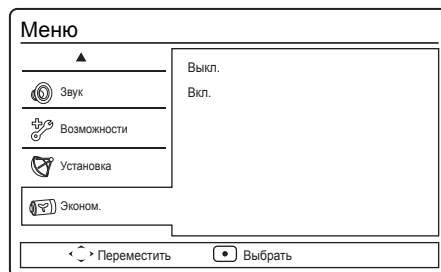 Меню
▲
Звук
Возможности
Установка
Эконом.
Выкл.
Вкл.
Переместить Выбрать